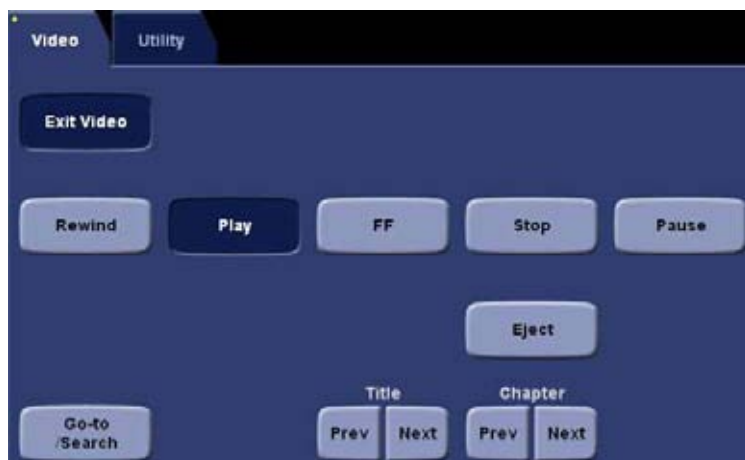 Video Utility
Exit Video
Rewind Play FF Stop Pause
Eject
Title Chapter
Go-to
/Search
Prev Next Prev Next